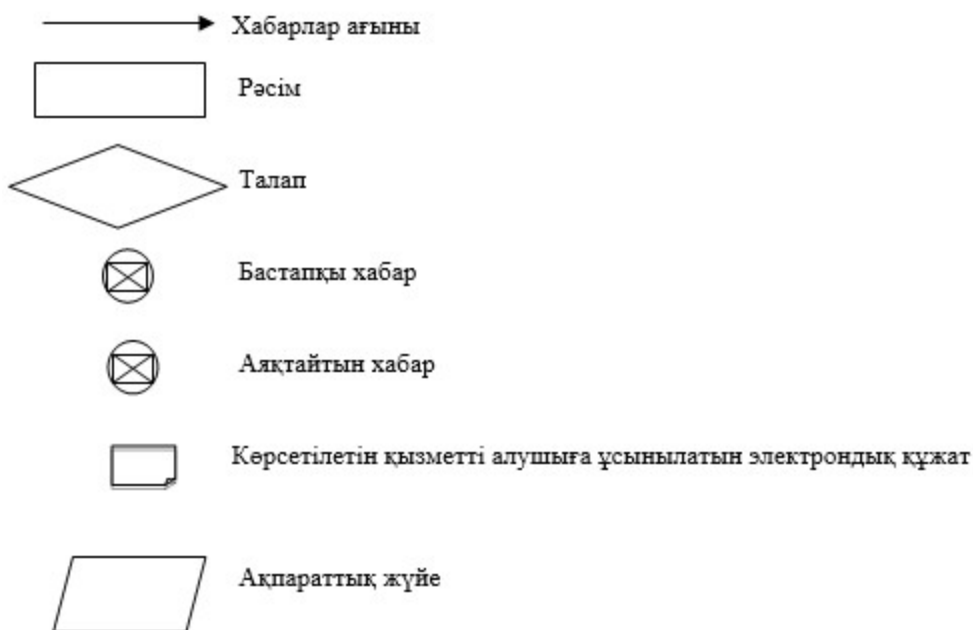 Хабарлар ағыны
Рәсім
Талап
Бастапқы хабар
Аяқтайтын хабар
Көрсетілетін қызметті алушыға ұсынылатын электрондық құжат
Ақпараттық жүйе